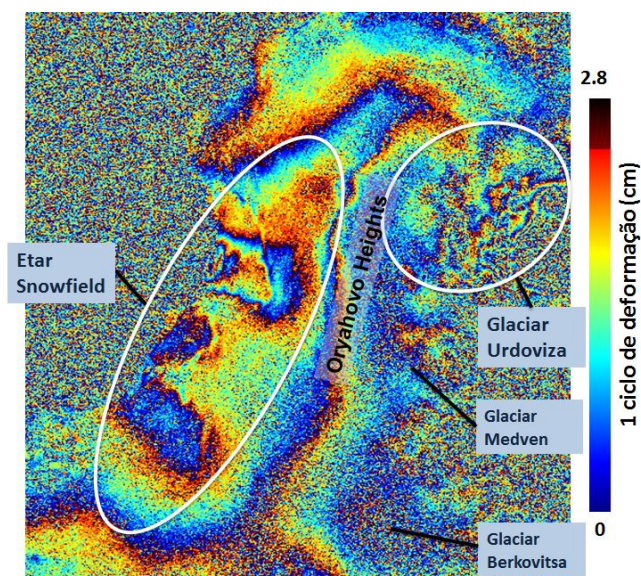 2.8
Etar
Snowfield
Oryahovo Heights
Glaciar
Urdoviza
Glaciar
Medven
Glaciar
Berkovitsa
1 ciclo de deformação (cm)
0